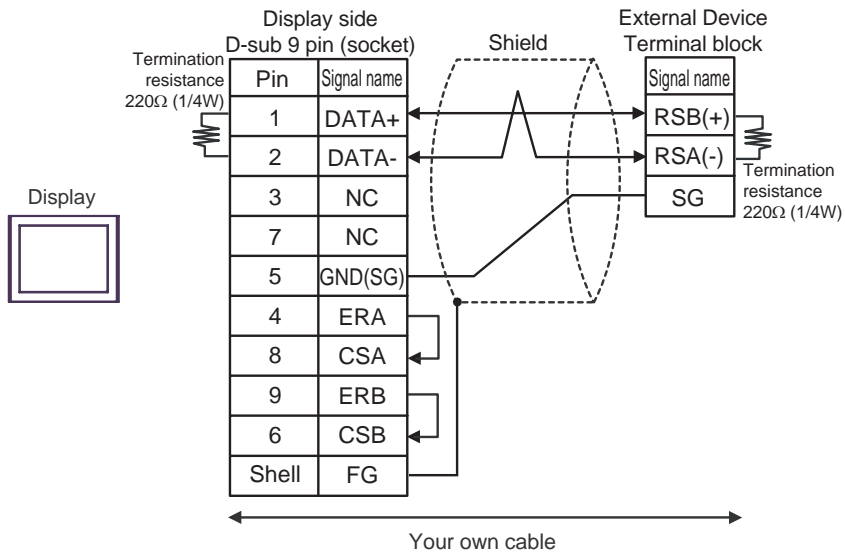 Display side
D-sub 9 pin (socket)
Shield
External Device
Terminal block
Termination
resistance
220Ω (1/4W)
Pin Signal name
Signal name
1 DATA+
RSB(+)
2 DATA-
RSA(-)
3 NC
SG
Termination
resistance
220Ω (1/4W)
Display
7 NC
5 GND(SG)
4 ERA
8 CSA
9 ERB
6 CSB
Shell FG
Your own cable